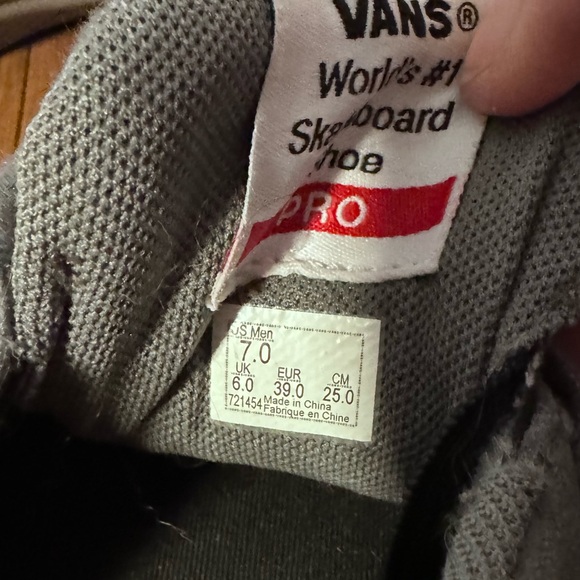 VANS®
World's #1
Skateboard
Shoe
PRO
US Men
7.0
UK EUR CM
6.0 39.0 25.0
721454 Made in China
Fabrique en Chine